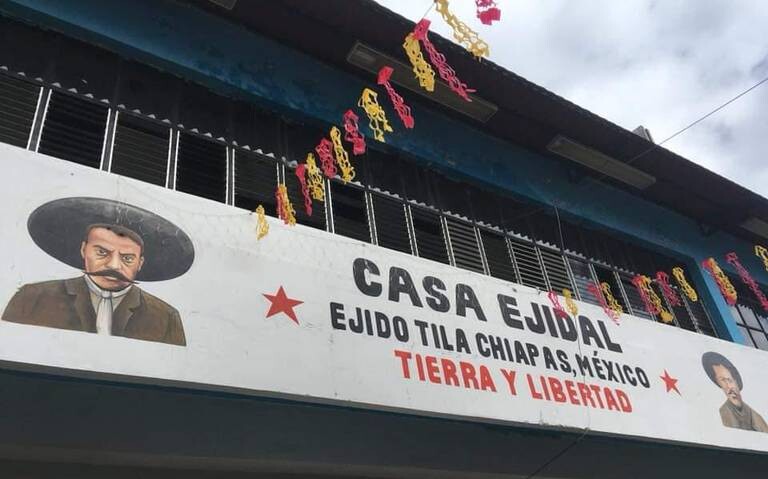 CASA EJIDAL
EJIDO TILA CHIAPAS, MÉXICO
TIERRA Y LIBERTAD